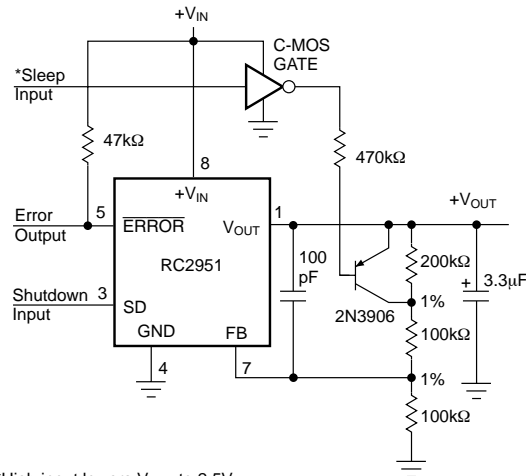 +VIN
*Sleep
Input
C-MOS
GATE
47kΩ
470kΩ
8
+VIN
Error
Output
5
ERROR
VOUT
1
+VOUT
RC2951
100
pF
200kΩ
+
3.3µF
Shutdown
Input
3
SD
2N3906
1%
100kΩ
GND
FB
4
7
1%
100kΩ